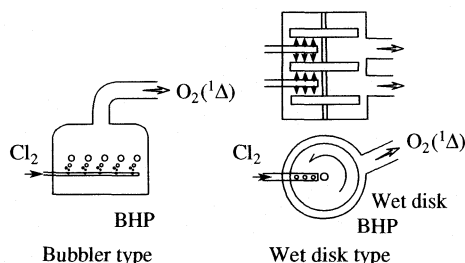 O₂(¹Δ)
Cl₂
BHP
Bubbler type
Cl₂
O₂(¹Δ)
Wet disk
BHP
Wet disk type